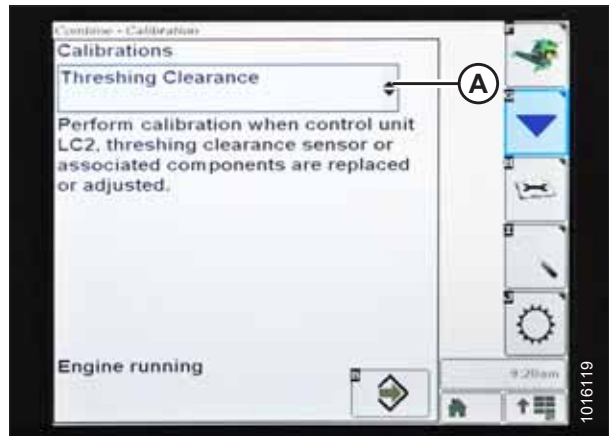 Combine - Calibration
Calibrations
Threshing Clearance
A
Perform calibration when control unit
LC2, threshing clearance sensor or
associated components are replaced
or adjusted.
Engine running
9:20am
1016119